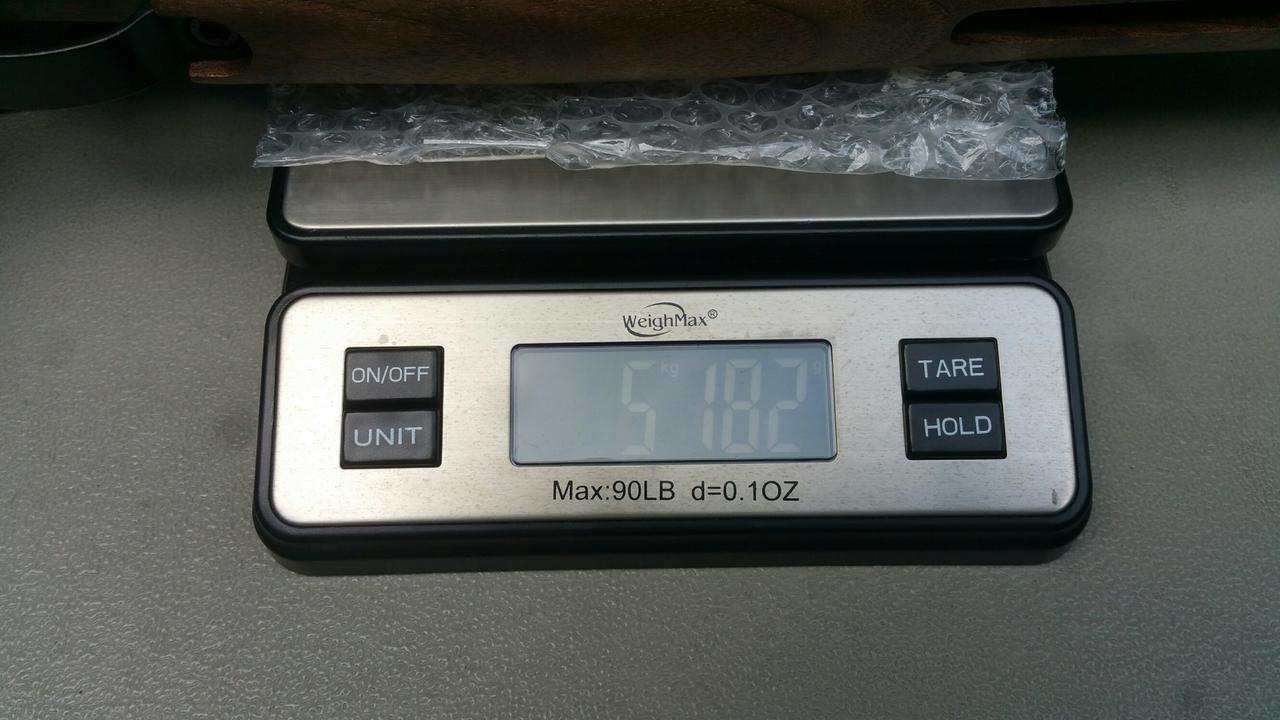 WeighMax®
ON/OFF
UNIT
5 kg 182 g
TARE
HOLD
Max:90LB d=0.1OZ